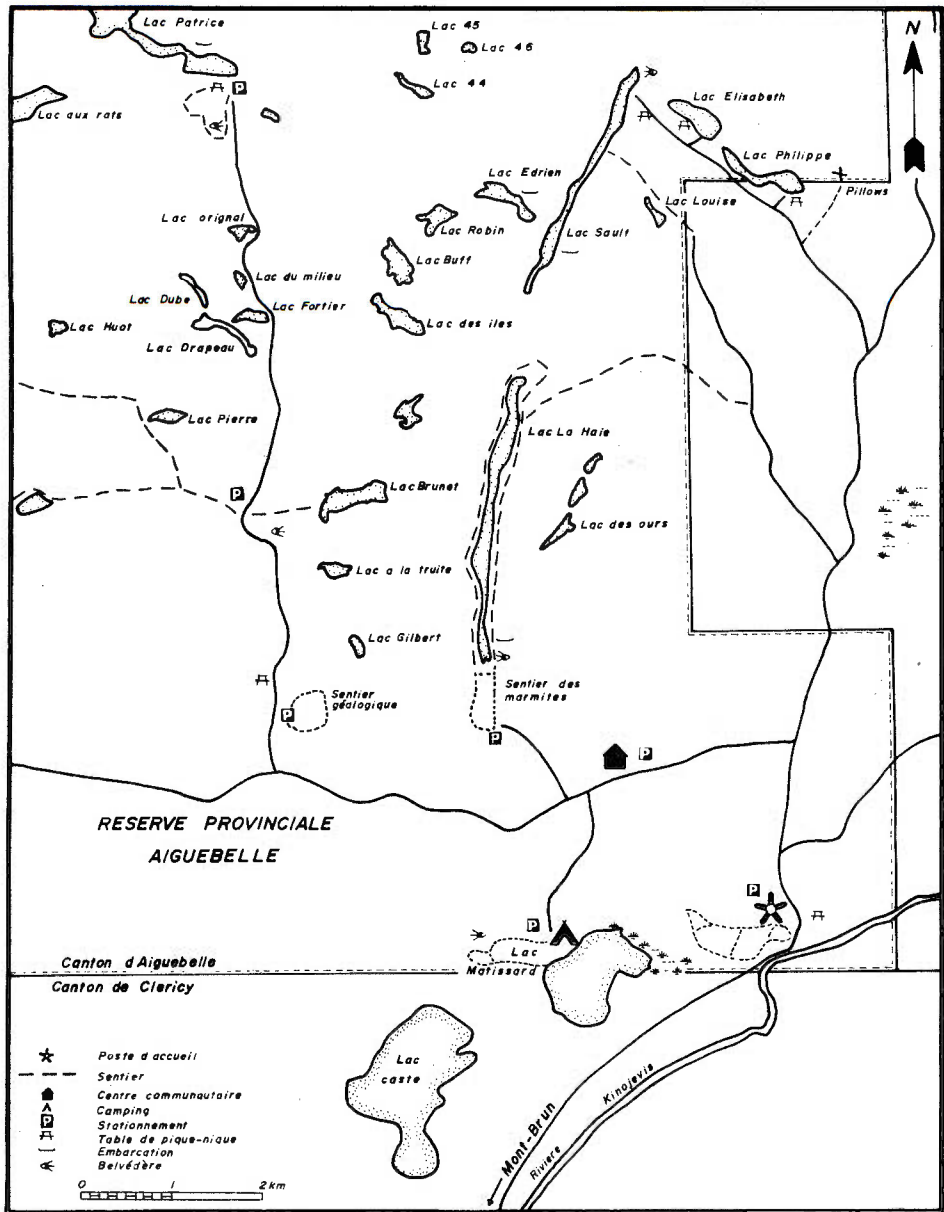 Lac Patrice
Lac 45
Lac 46
Lac 44
N
P
Lac aux rats
Lac Elisabeth
Lac Philippe
Pillows
Lac Edrien
Lac Louise
Lac orignal
Lac Robin
Lac Sault
Lac Buff
Lac du milieu
Lac Dube
Lac Fortier
Lac des iles
Lac Huot
Lac Drapeau
Lac Pierre
Lac La Haie
P
Lac Brunet
Lac des ours
Lac a la truite
Lac Gilbert
Sentier
géologique
P
Sentier des
marmites
P
P
RESERVE PROVINCIALE
AIGUEBELLE
P
P
Lac
Matissard
Canton d'Aiguebelle
Canton de Clericy
Lac
caste
Mont-Brun
Riviere
Kinojevis
Poste d'accueil
Sentier
Centre communautaire
Camping
P Stationnement
Table de pique-nique
Embarcation
Belvédère
0 1 2 km